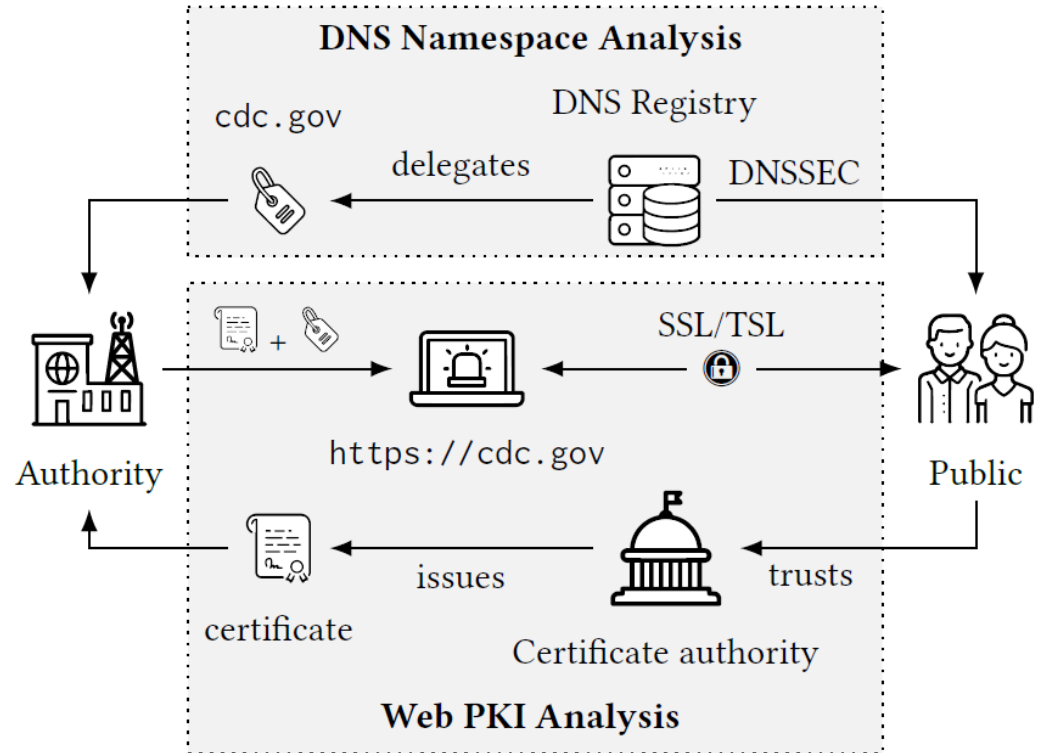 DNS Namespace Analysis
cdc.gov
DNS Registry
delegates
DNSSEC
+
SSL/TSL
https://cdc.gov
Authority
Public
issues
trusts
certificate
Certificate authority
Web PKI Analysis